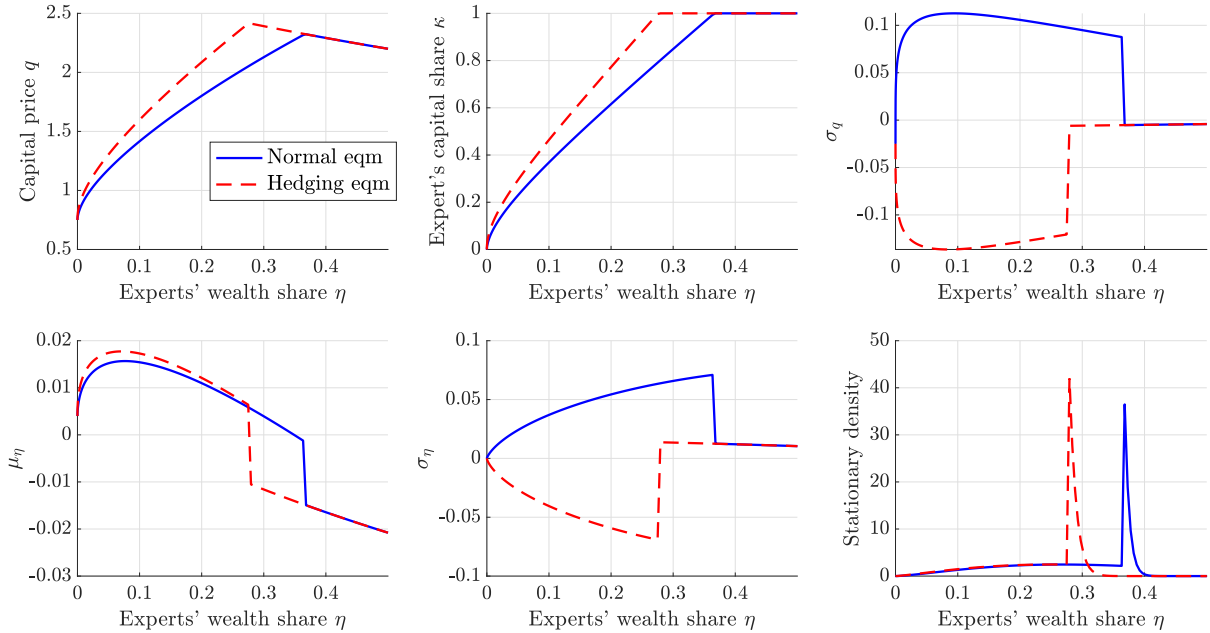 Capital price q
2.5
2
1.5
1
0.5
0 0.1 0.2 0.3 0.4
Experts' wealth share η
Normal eqm
Hedging eqm
Expert's capital share κ
1
0.8
0.6
0.4
0.2
0
0 0.1 0.2 0.3 0.4
Experts' wealth share η
σq
0.1
0.05
0
-0.05
-0.1
0 0.1 0.2 0.3 0.4
Experts' wealth share η
μη
0.02
0.01
0
-0.01
-0.02
-0.03
0 0.1 0.2 0.3 0.4
Experts' wealth share η
ση
0.1
0.05
0
-0.05
-0.1
0 0.1 0.2 0.3 0.4
Experts' wealth share η
Stationary density
50
40
30
20
10
0
0 0.1 0.2 0.3 0.4
Experts' wealth share η